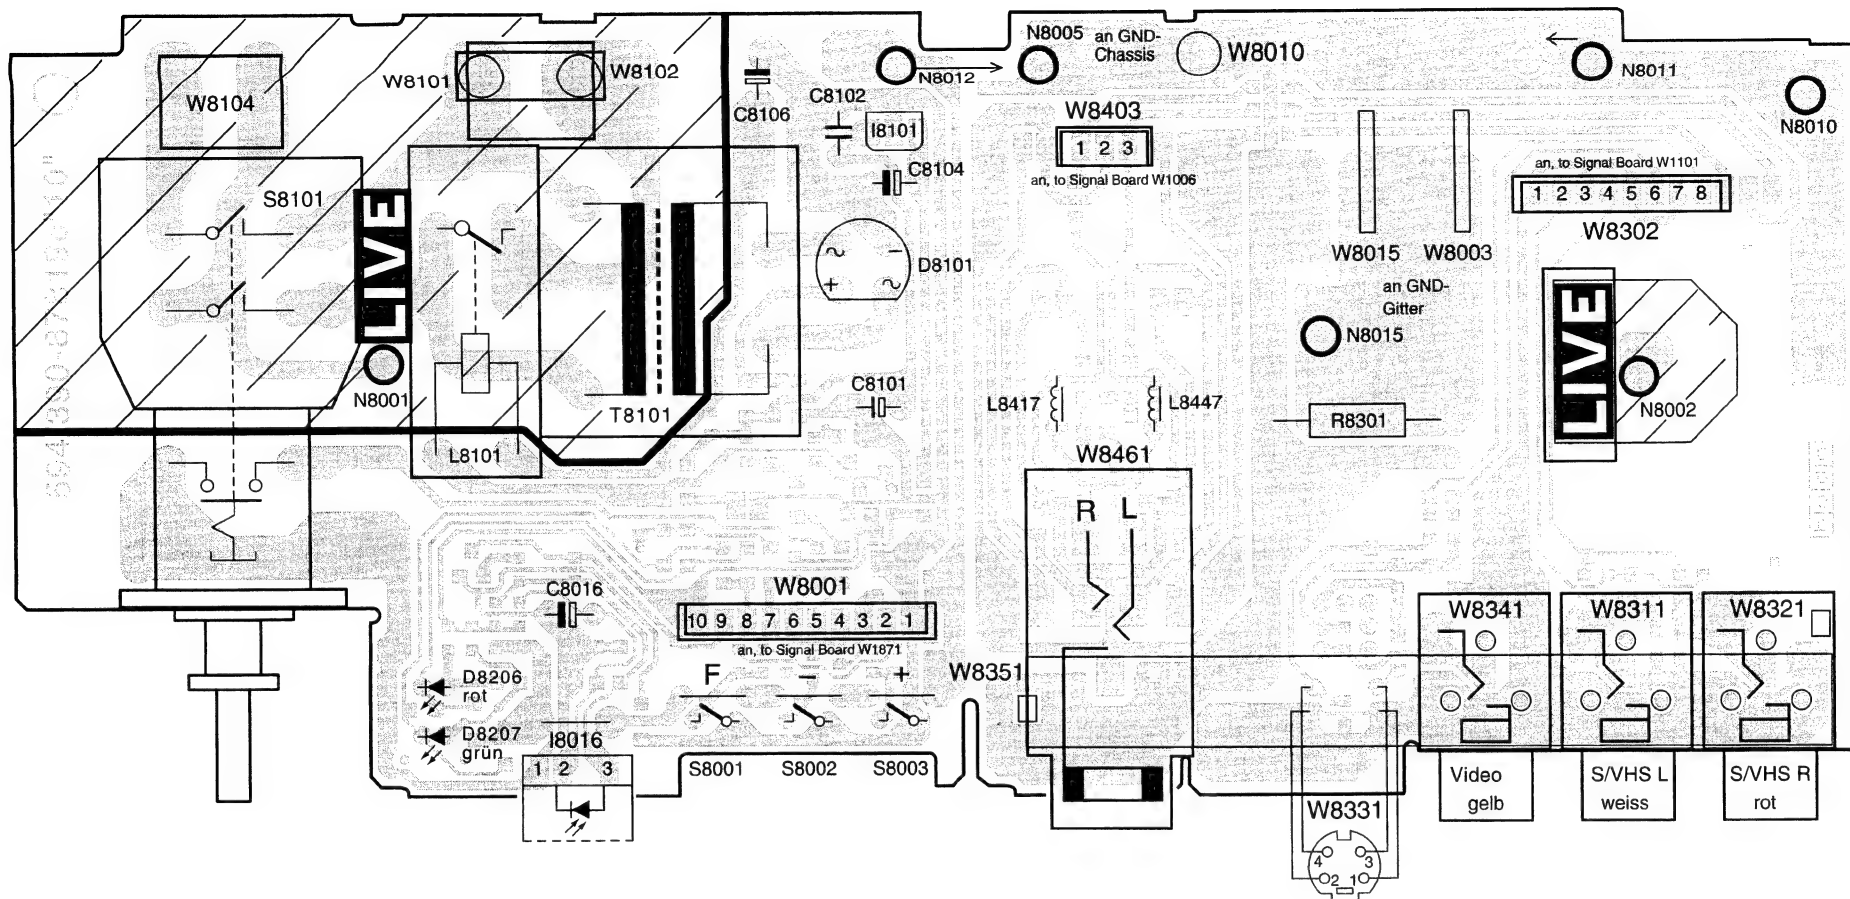 N8005
an GND-
Chassis
W8010
N8012
N8011
N8010
W8104
W8101
W8102
C8106
C8102
I8101
C8104
W8403
1 2 3
an, to Signal Board W1006
an, to Signal Board W1101
1 2 3 4 5 6 7 8
W8302
S8101
LIVE
D8101
~ −
+ ~
W8015
W8003
an GND-
Gitter
N8015
LIVE
N8001
T8101
C8101
L8417
L8447
R8301
N8002
L8101
W8461
R L
C8016
W8001
10 9 8 7 6 5 4 3 2 1
an, to Signal Board W1871
W8341
W8311
W8321
D8206
rot
F
−
+
W8351
D8207
grün
I8016
1 2 3
S8001
S8002
S8003
Video
gelb
S/VHS L
weiss
S/VHS R
rot
W8331
4 3
2 1